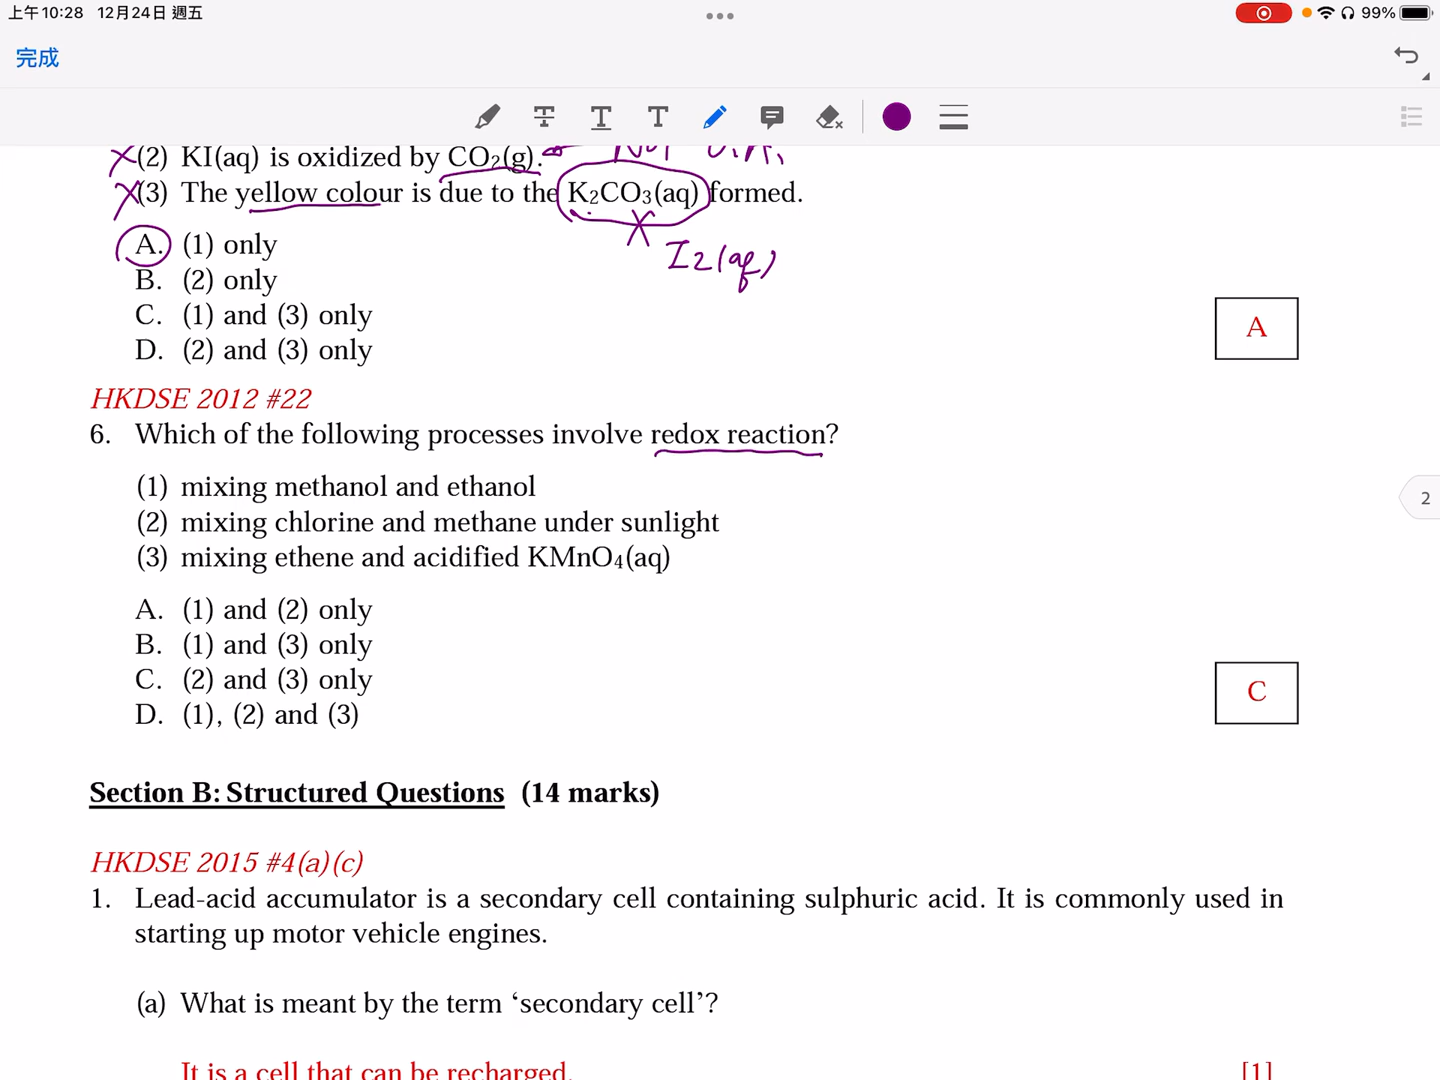 上午10:28 12月24日 週五
99%
完成
(2) KI(aq) is oxidized by CO₂(g).
(3) The yellow colour is due to the K₂CO₃(aq) formed.
I2(aq)
A. (1) only
B. (2) only
C. (1) and (3) only
D. (2) and (3) only
A
HKDSE 2012 #22
6. Which of the following processes involve redox reaction?
(1) mixing methanol and ethanol
(2) mixing chlorine and methane under sunlight
(3) mixing ethene and acidified KMnO₄(aq)
2
A. (1) and (2) only
B. (1) and (3) only
C. (2) and (3) only
D. (1), (2) and (3)
C
Section B: Structured Questions (14 marks)
HKDSE 2015 #4(a)(c)
1. Lead-acid accumulator is a secondary cell containing sulphuric acid. It is commonly used in
starting up motor vehicle engines.
(a) What is meant by the term ‘secondary cell’?
It is a cell that can be recharged. [1]